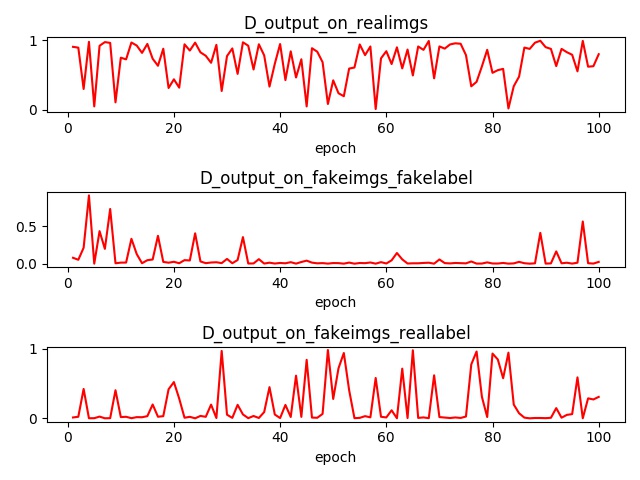 D_output_on_realimgs
1
0
0 20 40 60 80 100
epoch
D_output_on_fakeimgs_fakelabel
0.5
0.0
0 20 40 60 80 100
epoch
D_output_on_fakeimgs_reallabel
1
0
0 20 40 60 80 100
epoch